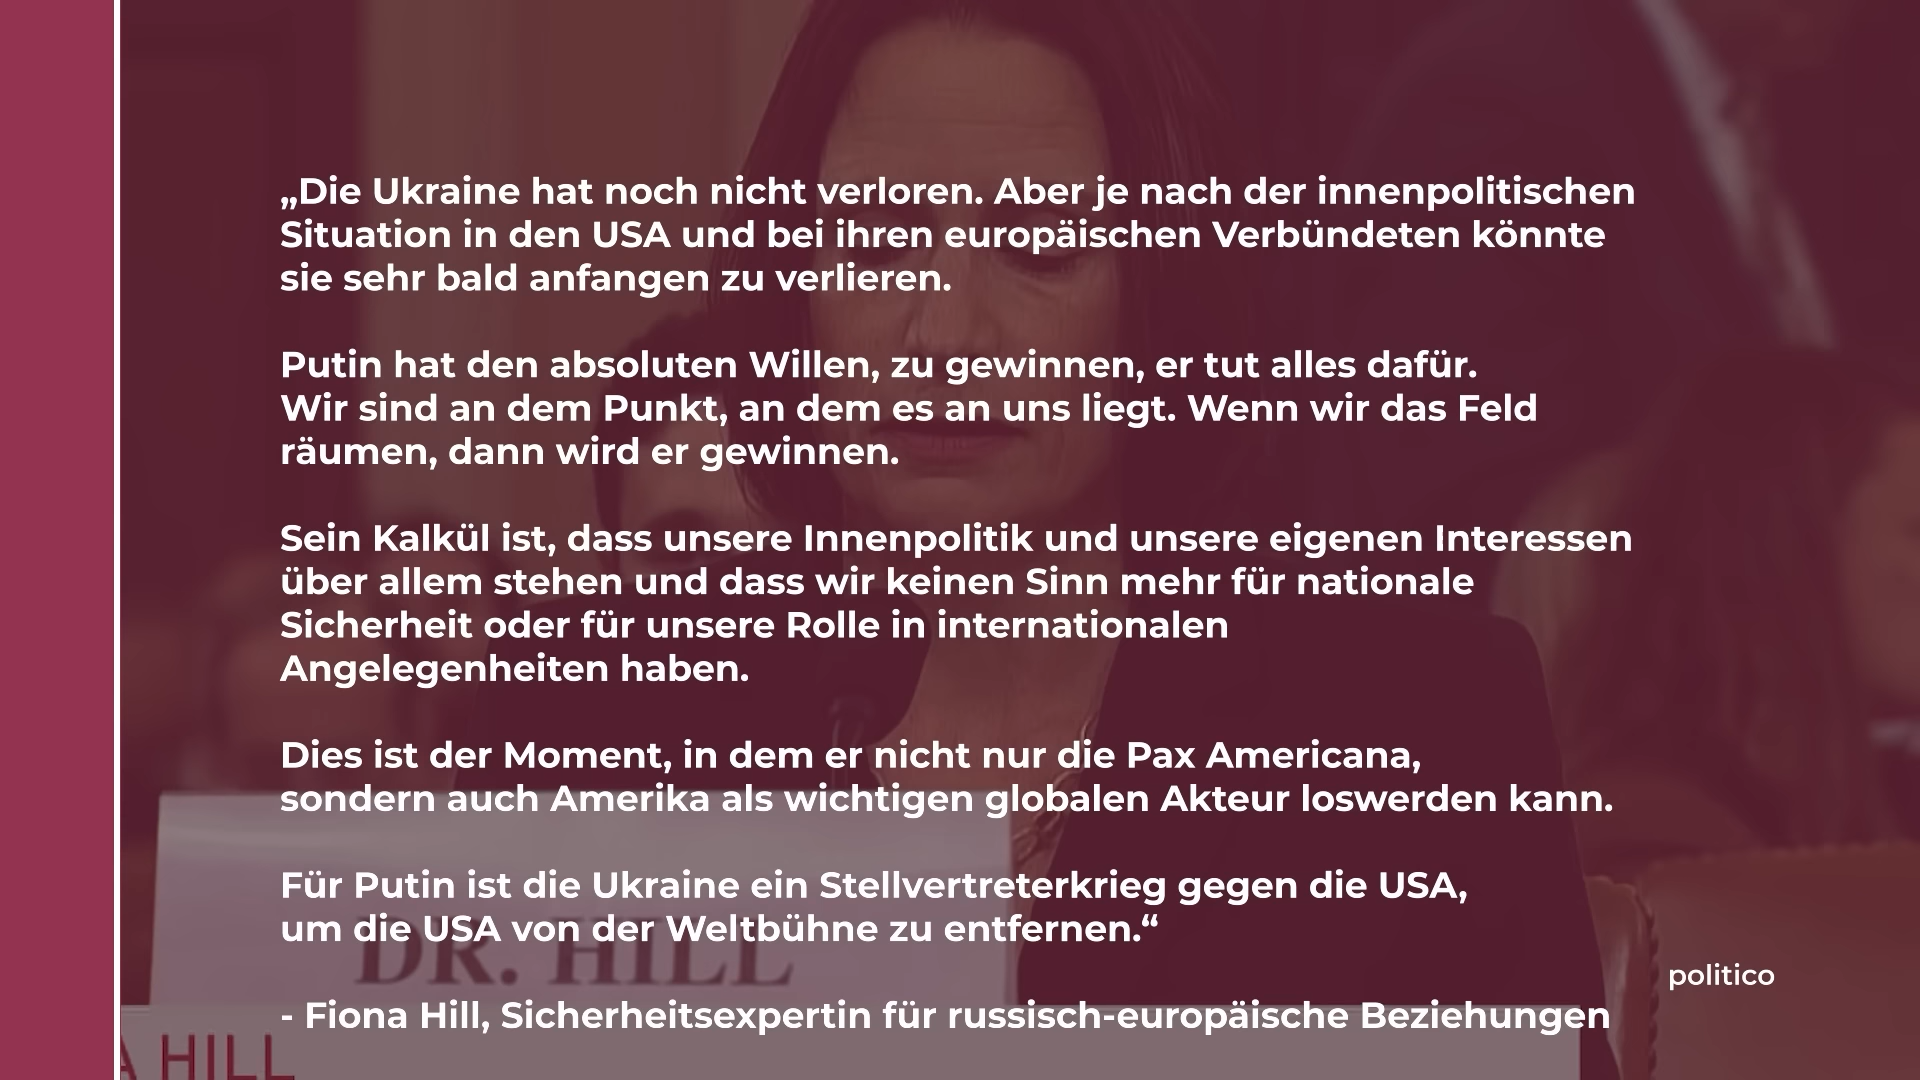 „Die Ukraine hat noch nicht verloren. Aber je nach der innenpolitischen
Situation in den USA und bei ihren europäischen Verbündeten könnte
sie sehr bald anfangen zu verlieren.
Putin hat den absoluten Willen, zu gewinnen, er tut alles dafür.
Wir sind an dem Punkt, an dem es an uns liegt. Wenn wir das Feld
räumen, dann wird er gewinnen.
Sein Kalkül ist, dass unsere Innenpolitik und unsere eigenen Interessen
über allem stehen und dass wir keinen Sinn mehr für nationale
Sicherheit oder für unsere Rolle in internationalen
Angelegenheiten haben.
Dies ist der Moment, in dem er nicht nur die Pax Americana,
sondern auch Amerika als wichtigen globalen Akteur loswerden kann.
Für Putin ist die Ukraine ein Stellvertreterkrieg gegen die USA,
um die USA von der Weltbühne zu entfernen.“
DR. HILL
politico
- Fiona Hill, Sicherheitsexpertin für russisch-europäische Beziehungen
A HILL